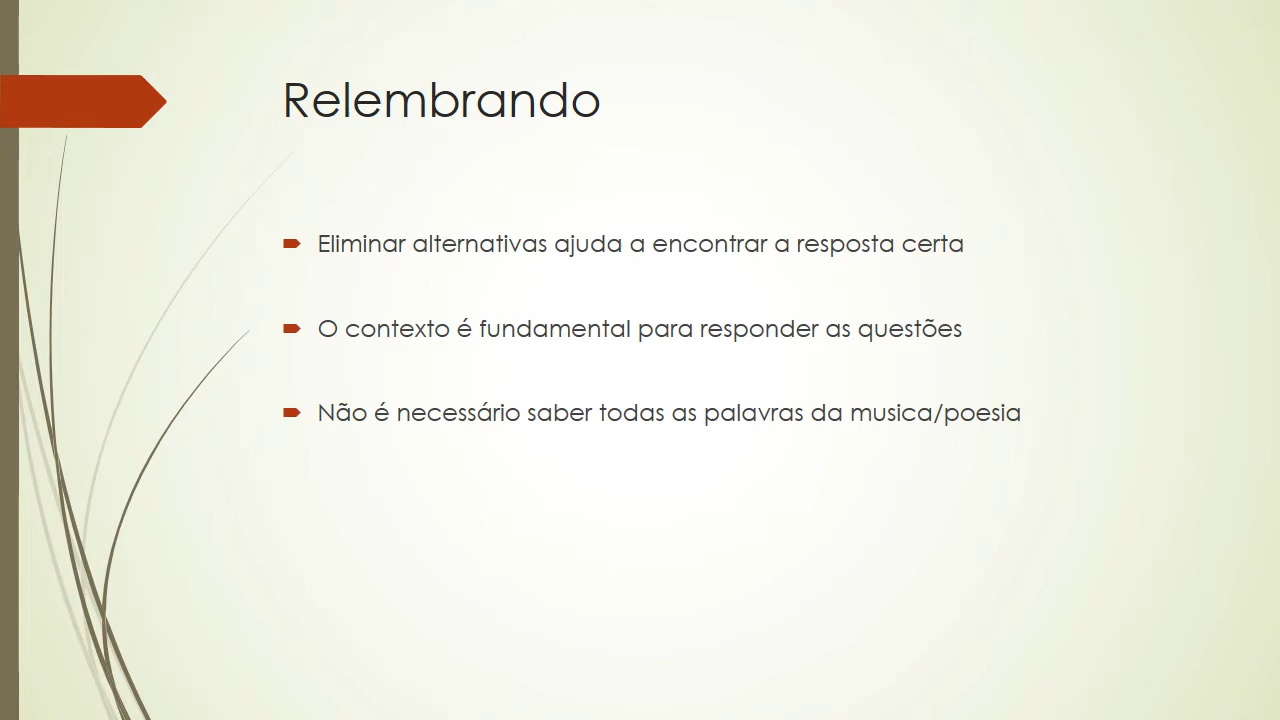 Relembrando
Eliminar alternativas ajuda a encontrar a resposta certa
O contexto é fundamental para responder as questões
Não é necessário saber todas as palavras da musica/poesia